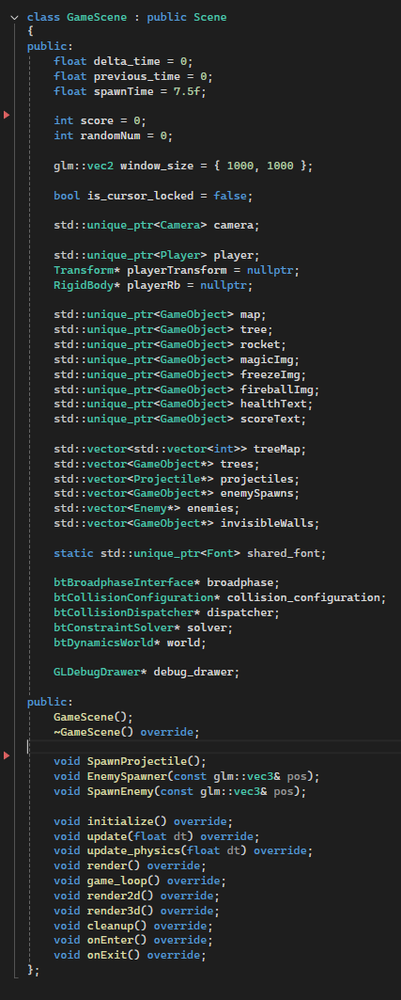 class GameScene : public Scene
{
public:
    float delta_time = 0;
    float previous_time = 0;
    float spawnTime = 7.5f;

    int score = 0;
    int randomNum = 0;

    glm::vec2 window_size = { 1000, 1000 };

    bool is_cursor_locked = false;

    std::unique_ptr<Camera> camera;

    std::unique_ptr<Player> player;
    Transform* playerTransform = nullptr;
    RigidBody* playerRb = nullptr;

    std::unique_ptr<GameObject> map;
    std::unique_ptr<GameObject> tree;
    std::unique_ptr<GameObject> rocket;
    std::unique_ptr<GameObject> magicImg;
    std::unique_ptr<GameObject> freezeImg;
    std::unique_ptr<GameObject> fireballImg;
    std::unique_ptr<GameObject> healthText;
    std::unique_ptr<GameObject> scoreText;

    std::vector<std::vector<int>> treeMap;
    std::vector<GameObject*> trees;
    std::vector<Projectile*> projectiles;
    std::vector<GameObject*> enemySpawns;
    std::vector<Enemy*> enemies;
    std::vector<GameObject*> invisibleWalls;

    static std::unique_ptr<Font> shared_font;

    btBroadphaseInterface* broadphase;
    btCollisionConfiguration* collision_configuration;
    btCollisionDispatcher* dispatcher;
    btConstraintSolver* solver;
    btDynamicsWorld* world;

    GLDebugDrawer* debug_drawer;

public:
    GameScene();
    ~GameScene() override;

    void SpawnProjectile();
    void EnemySpawner(const glm::vec3& pos);
    void SpawnEnemy(const glm::vec3& pos);

    void initialize() override;
    void update(float dt) override;
    void update_physics(float dt) override;
    void render() override;
    void game_loop() override;
    void render2d() override;
    void render3d() override;
    void cleanup() override;
    void onEnter() override;
    void onExit() override;
};